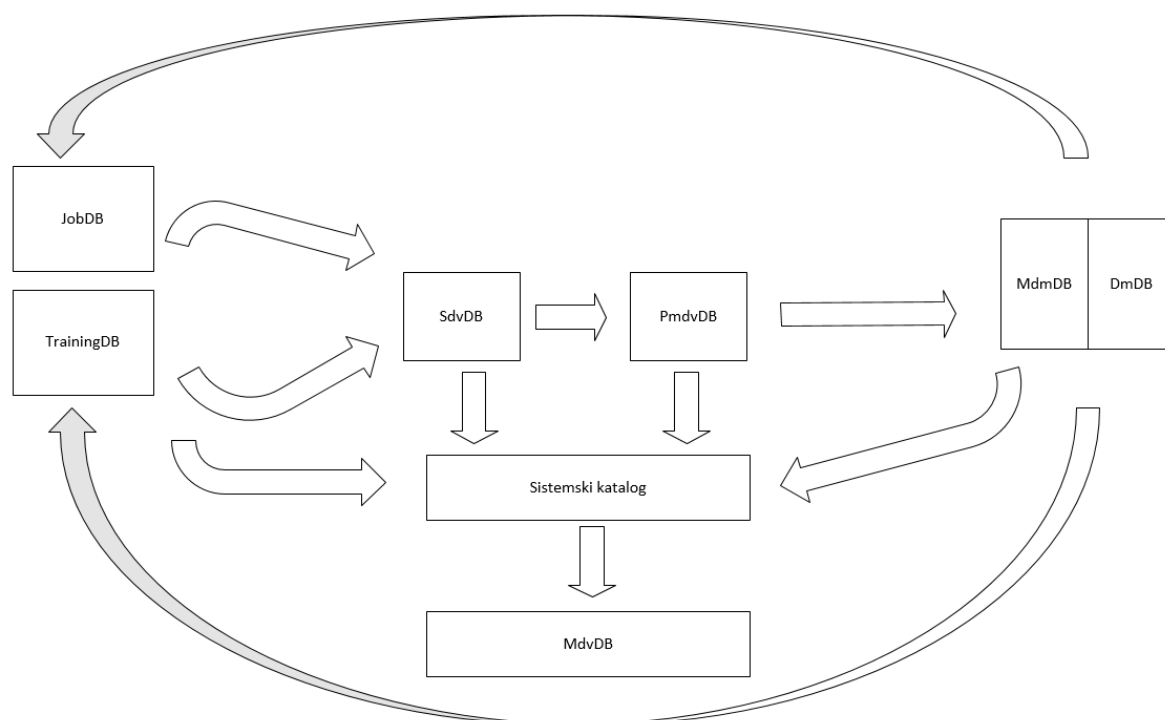 JobDB
TrainingDB
SdvDB
PmdvDB
MdmDB
DmDB
Sistemski katalog
MdvDB